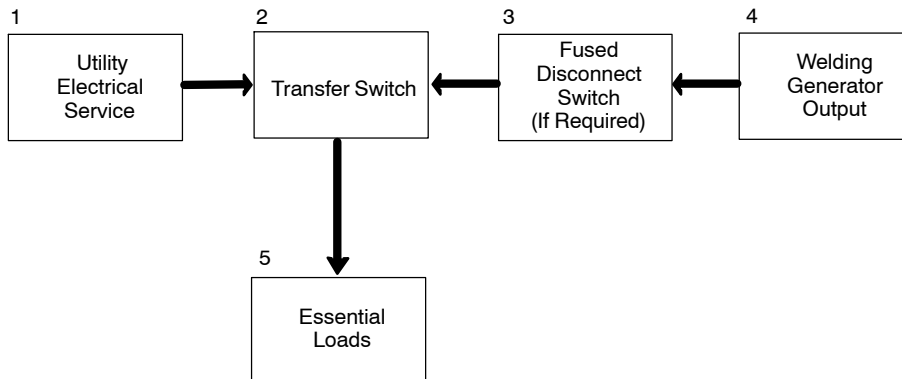 1
Utility
Electrical
Service
2
Transfer Switch
3
Fused
Disconnect
Switch
(If Required)
4
Welding
Generator
Output
5
Essential
Loads